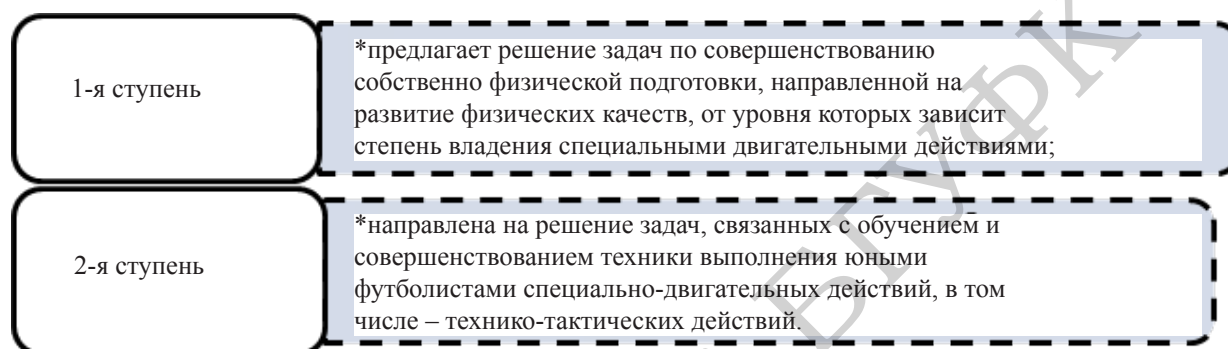 1-я ступень
*предлагает решение задач по совершенствованию
собственно физической подготовки, направленной на
развитие физических качеств, от уровня которых зависит
степень владения специальными двигательными действиями;
2-я ступень
*направлена на решение задач, связанных с обучением и
совершенствованием техники выполнения юными
футболистами специально-двигательных действий, в том
числе – технико-тактических действий.
БГУФК